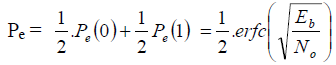 Pe = 1/2 .Pe(0) + 1/2 Pe(1) = 1/2 .erfc(√(Eb/No))